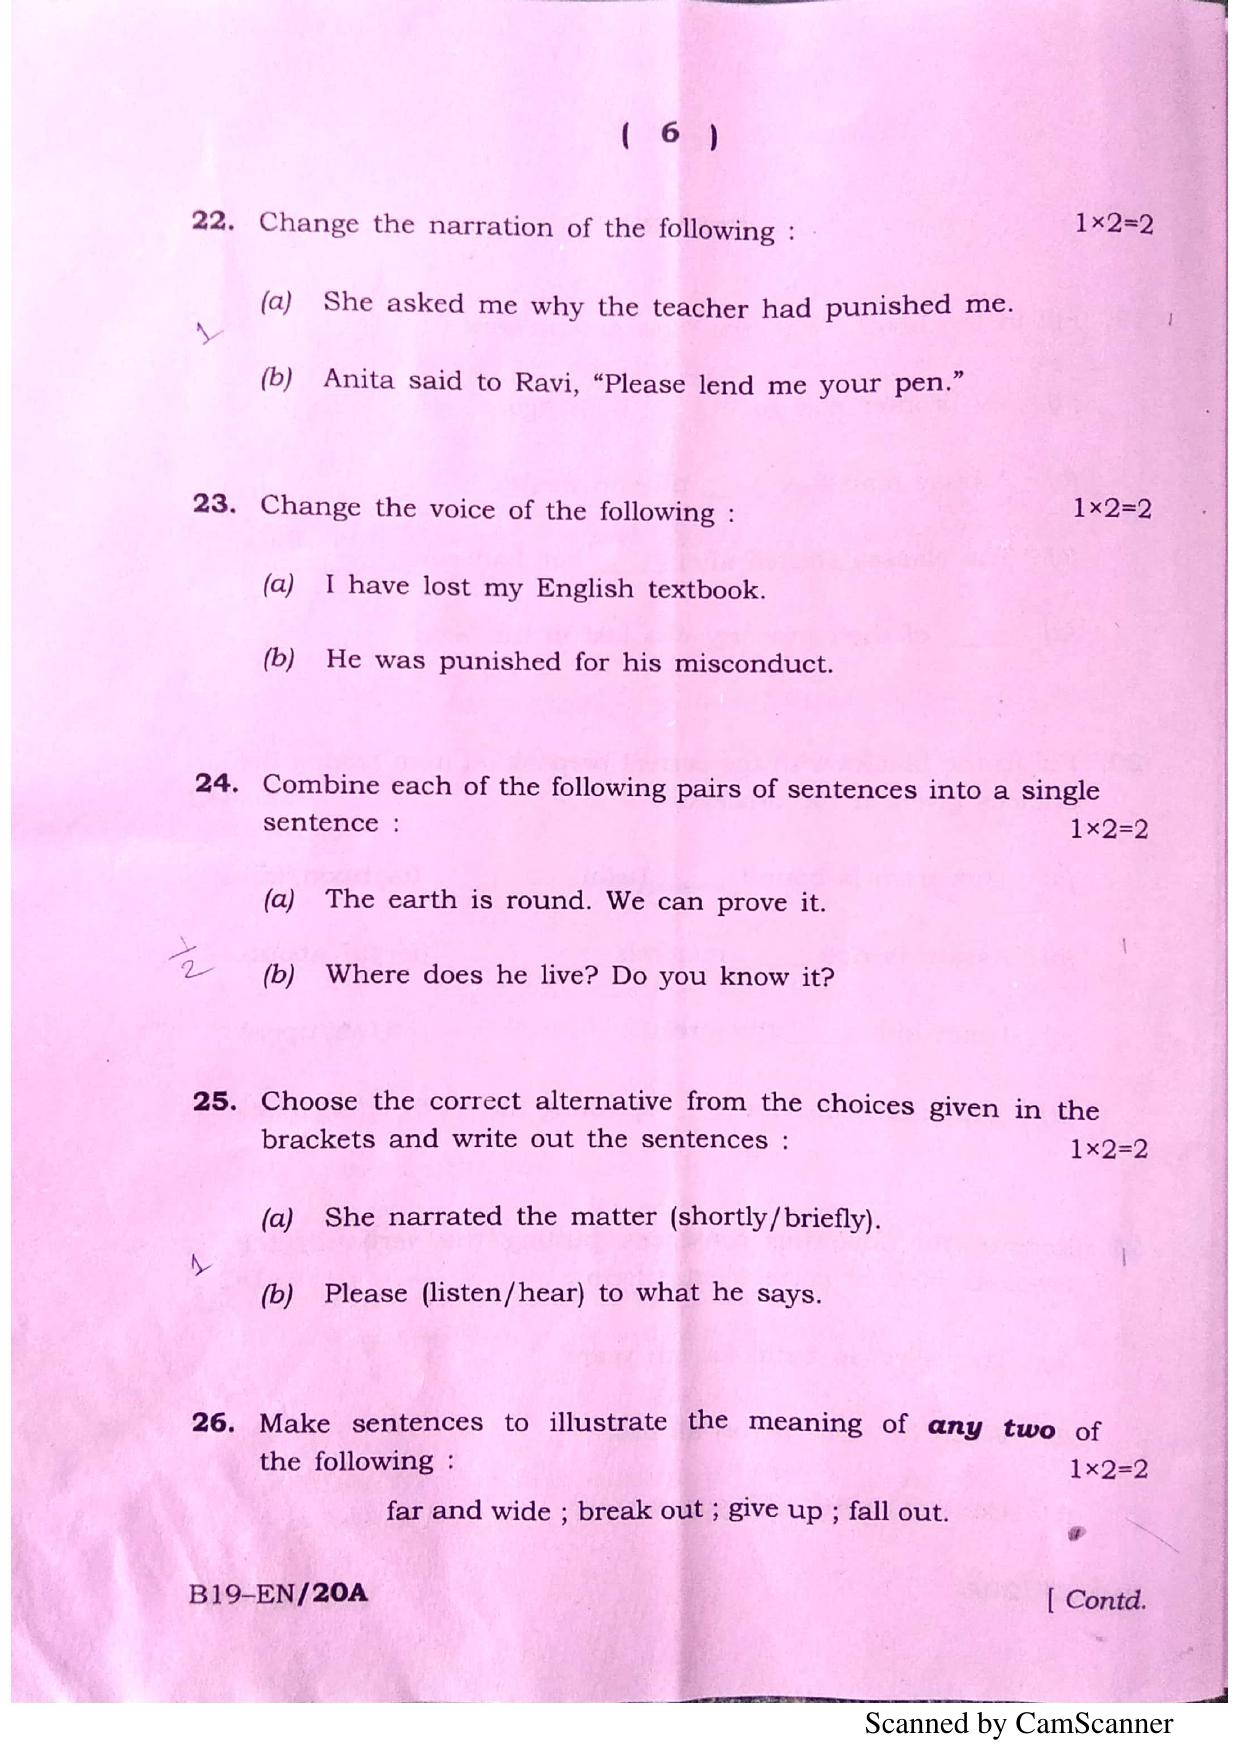 ( 6 )
22. Change the narration of the following : 1×2=2
(a) She asked me why the teacher had punished me.
1
(b) Anita said to Ravi, “Please lend me your pen.”
23. Change the voice of the following : 1×2=2
(a) I have lost my English textbook.
(b) He was punished for his misconduct.
24. Combine each of the following pairs of sentences into a single
sentence : 1×2=2
(a) The earth is round. We can prove it.
1/2
(b) Where does he live? Do you know it?
25. Choose the correct alternative from the choices given in the
brackets and write out the sentences : 1×2=2
(a) She narrated the matter (shortly/briefly).
1
(b) Please (listen/hear) to what he says.
26. Make sentences to illustrate the meaning of any two of
the following : 1×2=2
far and wide ; break out ; give up ; fall out.
B19–EN/20A [ Contd.
Scanned by CamScanner